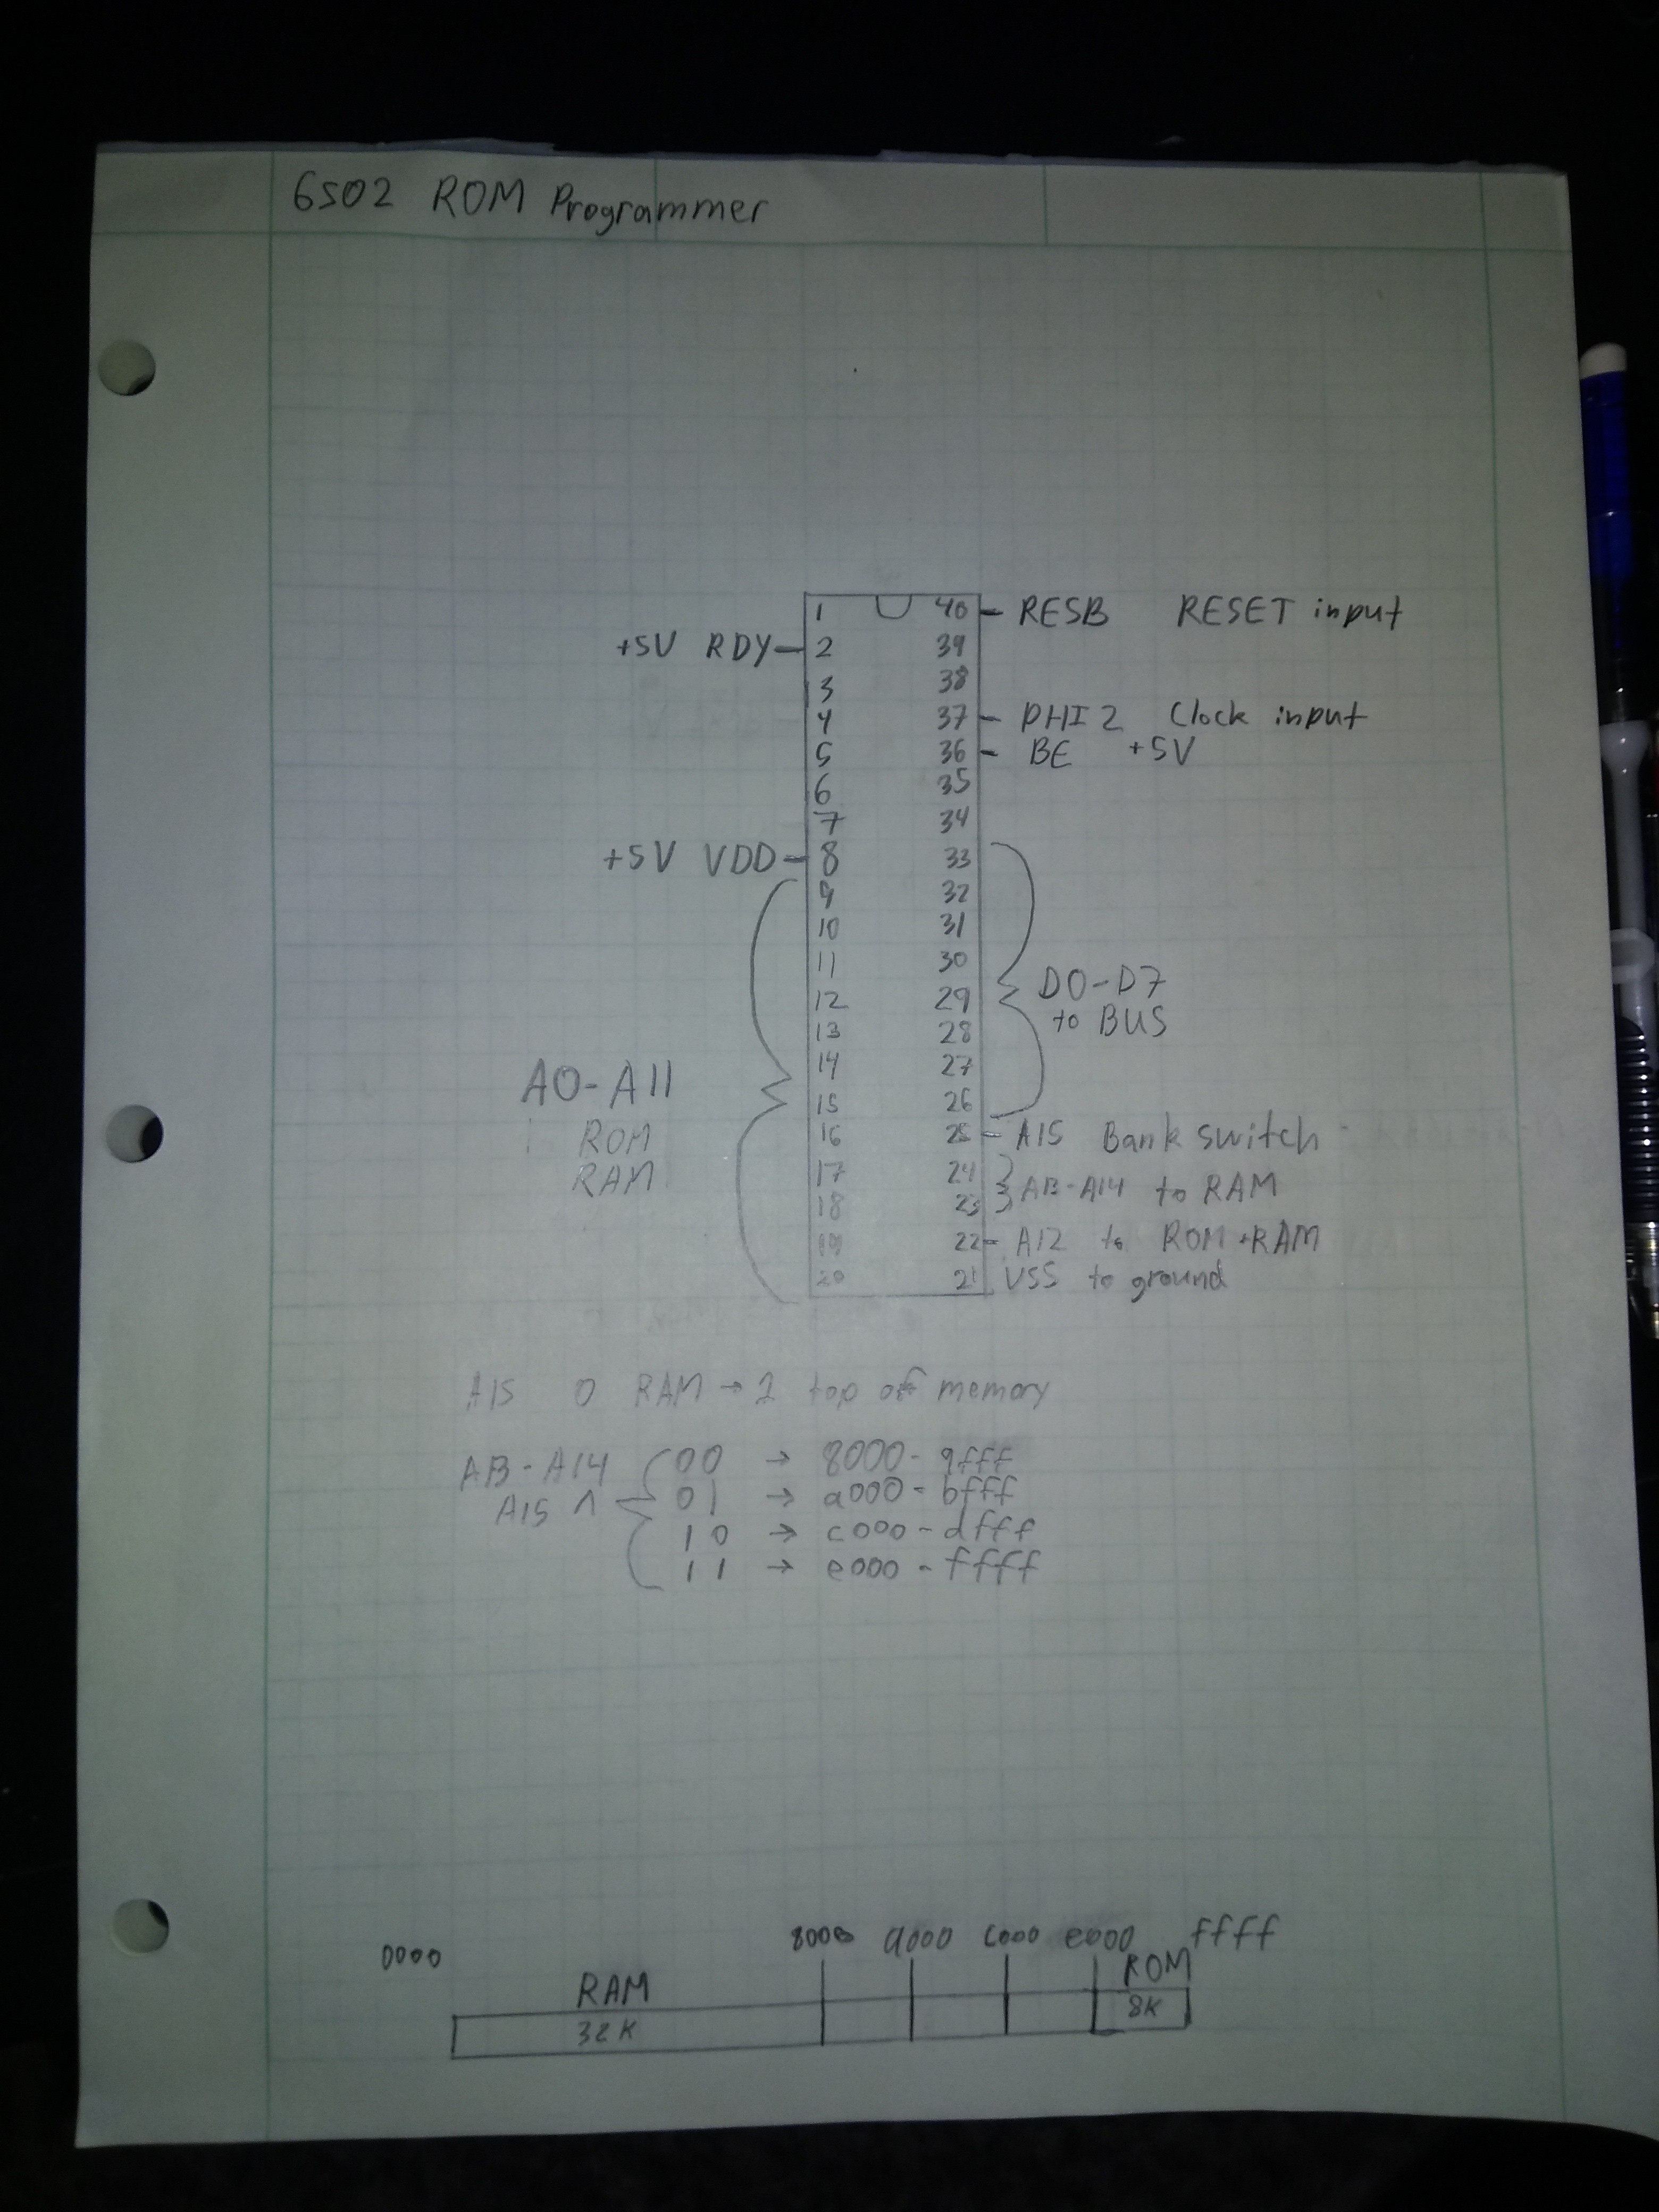 6502 ROM Programmer
1 40 - RESB RESET input
+5V RDY - 2 39
3 38
4 37 - PHI 2 Clock input
5 36 - BE +5V
6 35
7 34
+5V VDD - 8 33
9 32
10 31
11 30
12 29
13 28
14 27
15 26
D0-D7
to BUS
A0-A11
ROM
RAM
16 25 - A15 Bank switch
17 24
18 23
A13-A14 to RAM
19 22 - A12 to ROM+RAM
20 21 VSS to ground
A15 0 RAM → top of memory
A13-A14
A15 1
00 → 8000-9fff
01 → a000-bfff
10 → c000-dfff
11 → e000-ffff
0000 8000 a000 c000 e000 ffff
RAM ROM
32K 8K